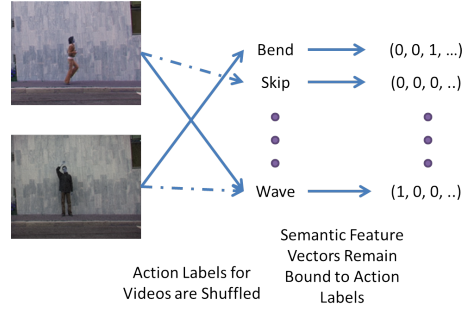 Bend
(0, 0, 1, …)
Skip
(0, 0, 0, ..)
Wave
(1, 0, 0, ..)
Semantic Feature
Vectors Remain
Bound to Action
Labels
Action Labels for
Videos are Shuffled